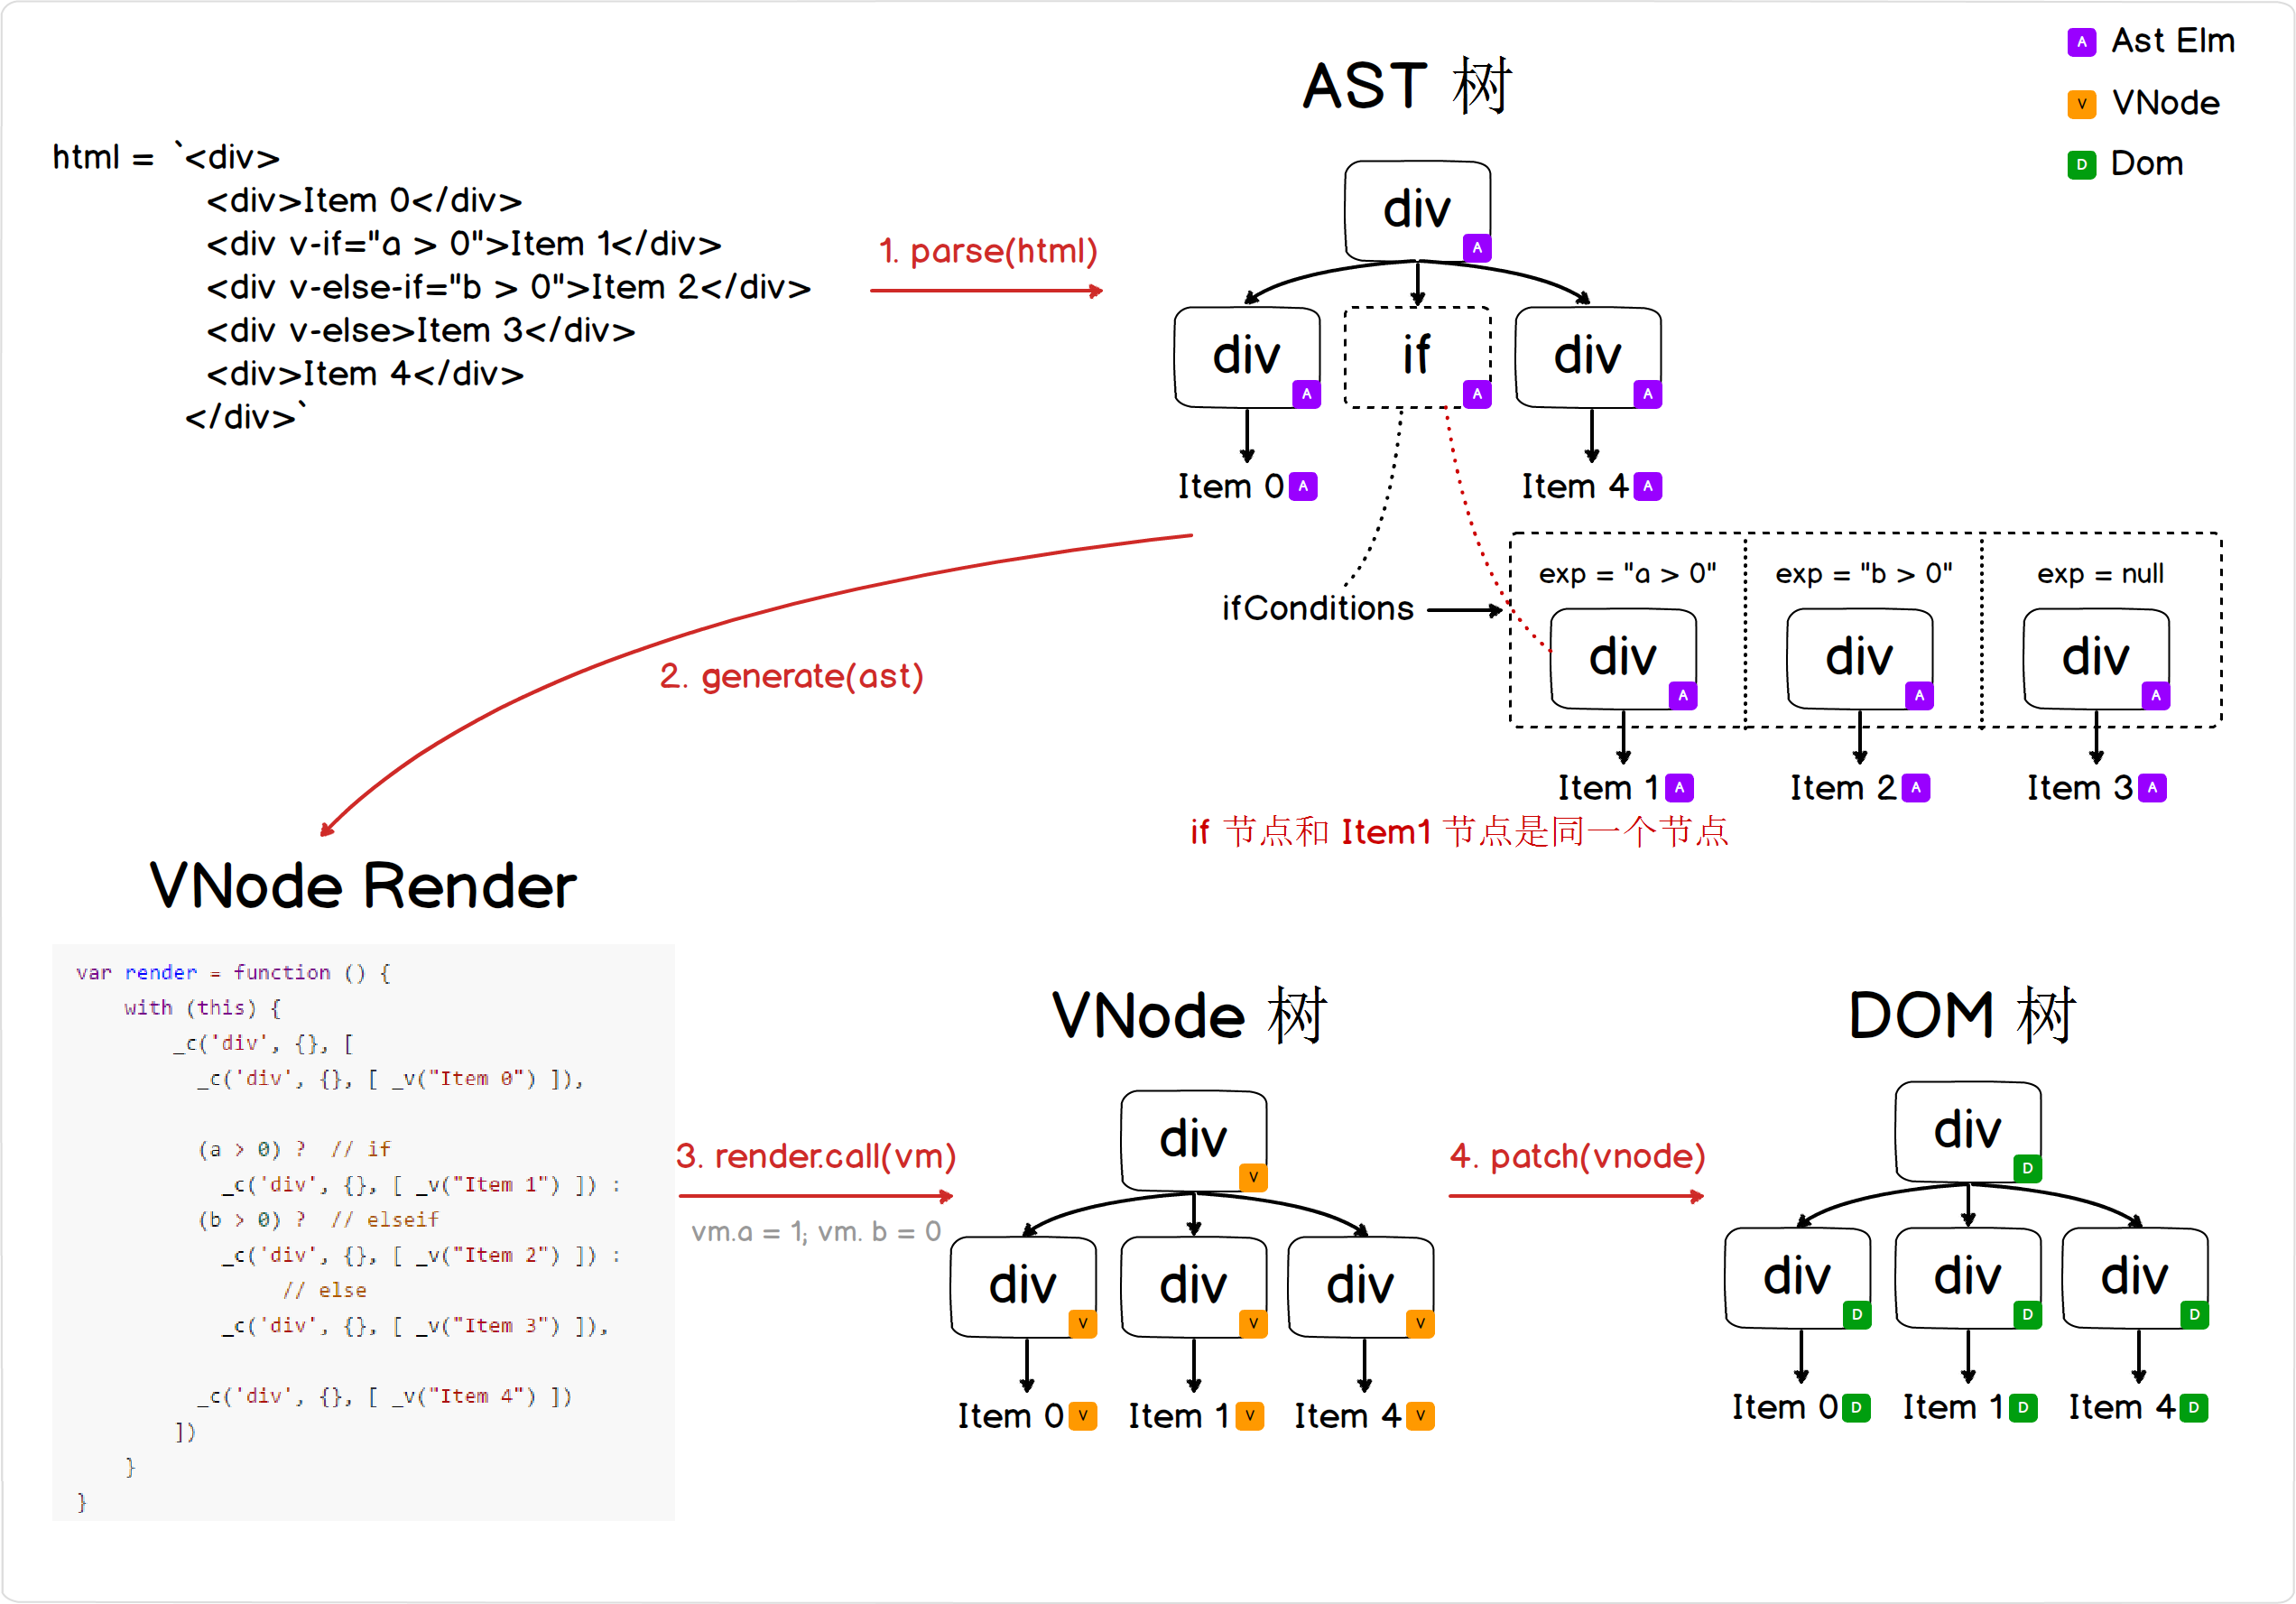 A Ast Elm
V VNode
D Dom
AST 树
html = `<div>
<div>Item 0</div>
<div v-if="a > 0">Item 1</div>
<div v-else-if="b > 0">Item 2</div>
<div v-else>Item 3</div>
<div>Item 4</div>
</div>`
1. parse(html)
div A
div A
if A
div A
Item 0 A
Item 4 A
ifConditions
exp = "a > 0"
exp = "b > 0"
exp = null
div A
div A
div A
Item 1 A
Item 2 A
Item 3 A
if 节点和 Item1 节点是同一个节点
2. generate(ast)
VNode Render
var render = function () {
with (this) {
_c('div', {}, [
_c('div', {}, [ _v("Item 0") ]),
(a > 0) ? // if
_c('div', {}, [ _v("Item 1") ]) :
(b > 0) ? // elseif
_c('div', {}, [ _v("Item 2") ]) :
// else
_c('div', {}, [ _v("Item 3") ]),
_c('div', {}, [ _v("Item 4") ])
])
}
}
3. render.call(vm)
vm.a = 1; vm. b = 0
VNode 树
div V
div V
div V
div V
Item 0 V
Item 1 V
Item 4 V
4. patch(vnode)
DOM 树
div D
div D
div D
div D
Item 0 D
Item 1 D
Item 4 D